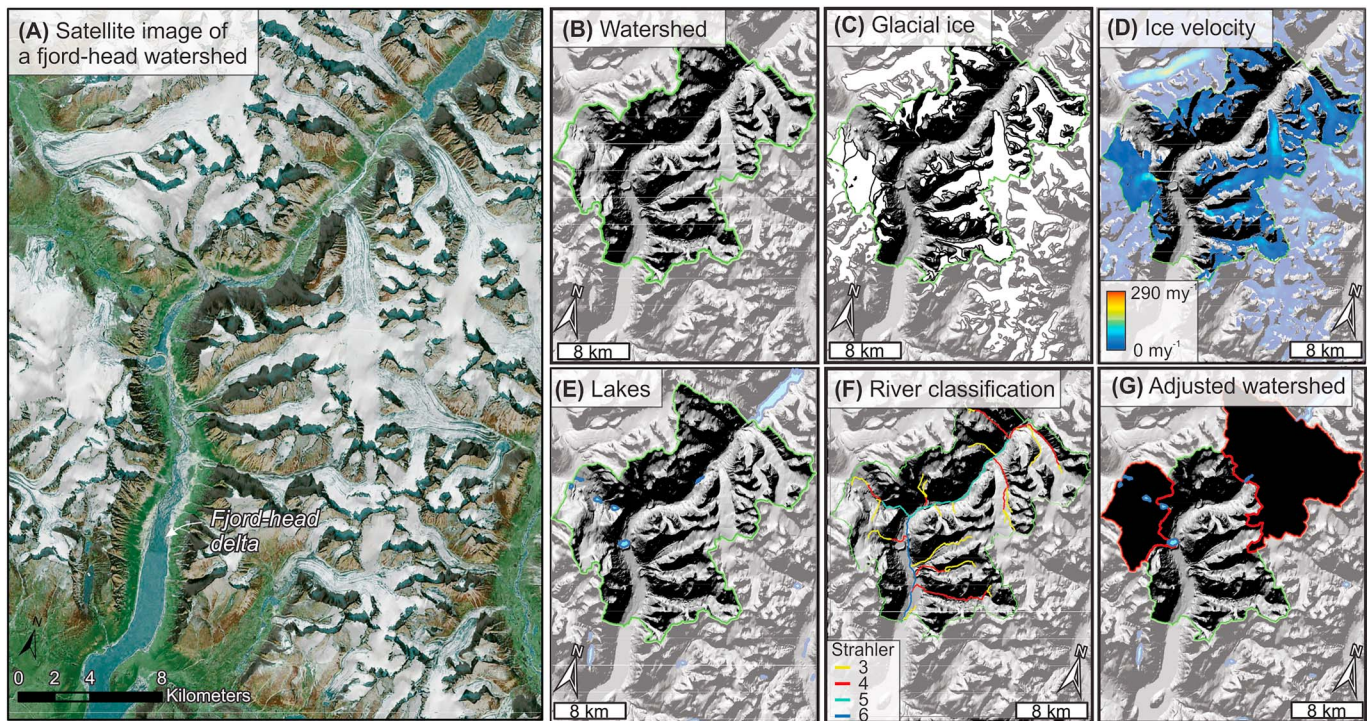 (A) Satellite image of
a fjord-head watershed
Fjord-head
delta
N
0 2 4 8
Kilometers
(B) Watershed
N
8 km
(C) Glacial ice
N
8 km
(D) Ice velocity
290 my⁻¹
0 my⁻¹
N
8 km
(E) Lakes
N
8 km
(F) River classification
Strahler
3
4
5
6
N
8 km
(G) Adjusted watershed
N
8 km